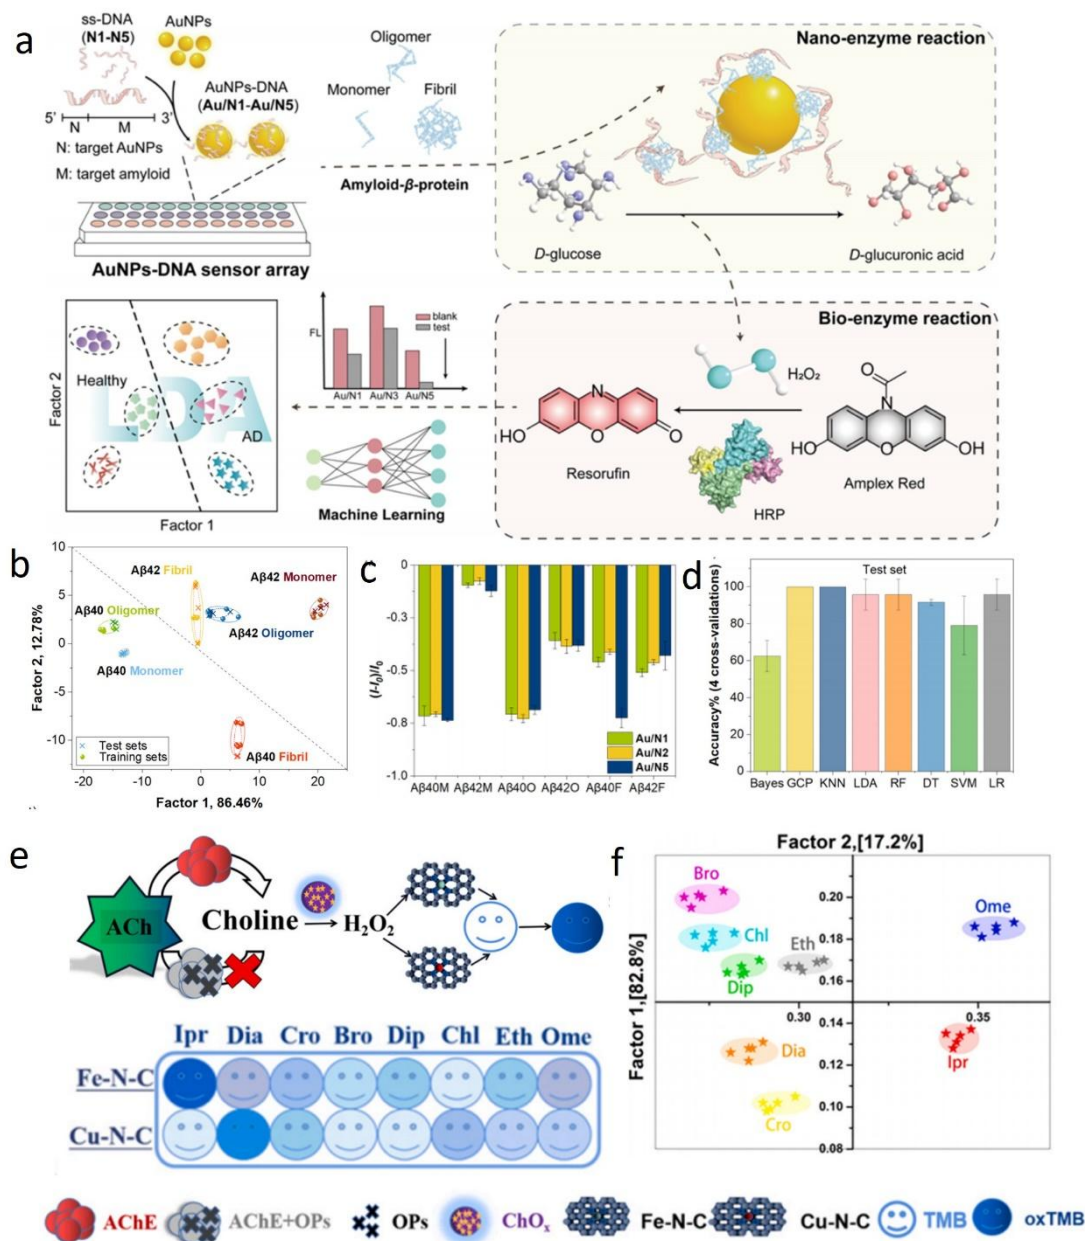 a
ss-DNA
(N1-N5)
AuNPs
AuNPs-DNA
(Au/N1-Au/N5)
5' 3'
N M
N: target AuNPs
M: target amyloid
AuNPs-DNA sensor array
Oligomer
Monomer Fibril
Amyloid-β-protein
Nano-enzyme reaction
D-glucose
D-glucuronic acid
Bio-enzyme reaction
H₂O₂
N
HO O O
Resorufin
O
N
HO O OH
Amplex Red
HRP
FL
blank
test
Au/N1 Au/N3 Au/N5
Machine Learning
Factor 2
Healthy
LDA
AD
Factor 1
b
Factor 2, 12.78%
10
5
0
-5
-10
Aβ42 Fibril
Aβ42 Monomer
Aβ40 Oligomer
Aβ42 Oligomer
Aβ40 Monomer
Aβ40 Fibril
Test sets
Training sets
-20 -10 0 10 20
Factor 1, 86.46%
c
(I-I₀)/I₀
0
-0.3
-0.5
-0.8
-1.0
Au/N1
Au/N2
Au/N5
Aβ40M Aβ42M Aβ40O Aβ42O Aβ40F Aβ42F
d
Accuracy% (4 cross-validations)
Test set
100
80
60
40
20
0
Bayes GCP KNN LDA RF DT SVM LR
e
ACh
Choline
H₂O₂
Ipr Dia Cro Bro Dip Chl Eth Ome
Fe-N-C
Cu-N-C
f
Factor 2,[17.2%]
Factor 1,[82.8%]
Bro
Chl
Dip
Eth
Ome
Dia
Cro
Ipr
0.20
0.18
0.16
0.14
0.10
0.08
0.30 0.35
AChE AChE+OPs OPs ChOₓ Fe-N-C Cu-N-C TMB oxTMB